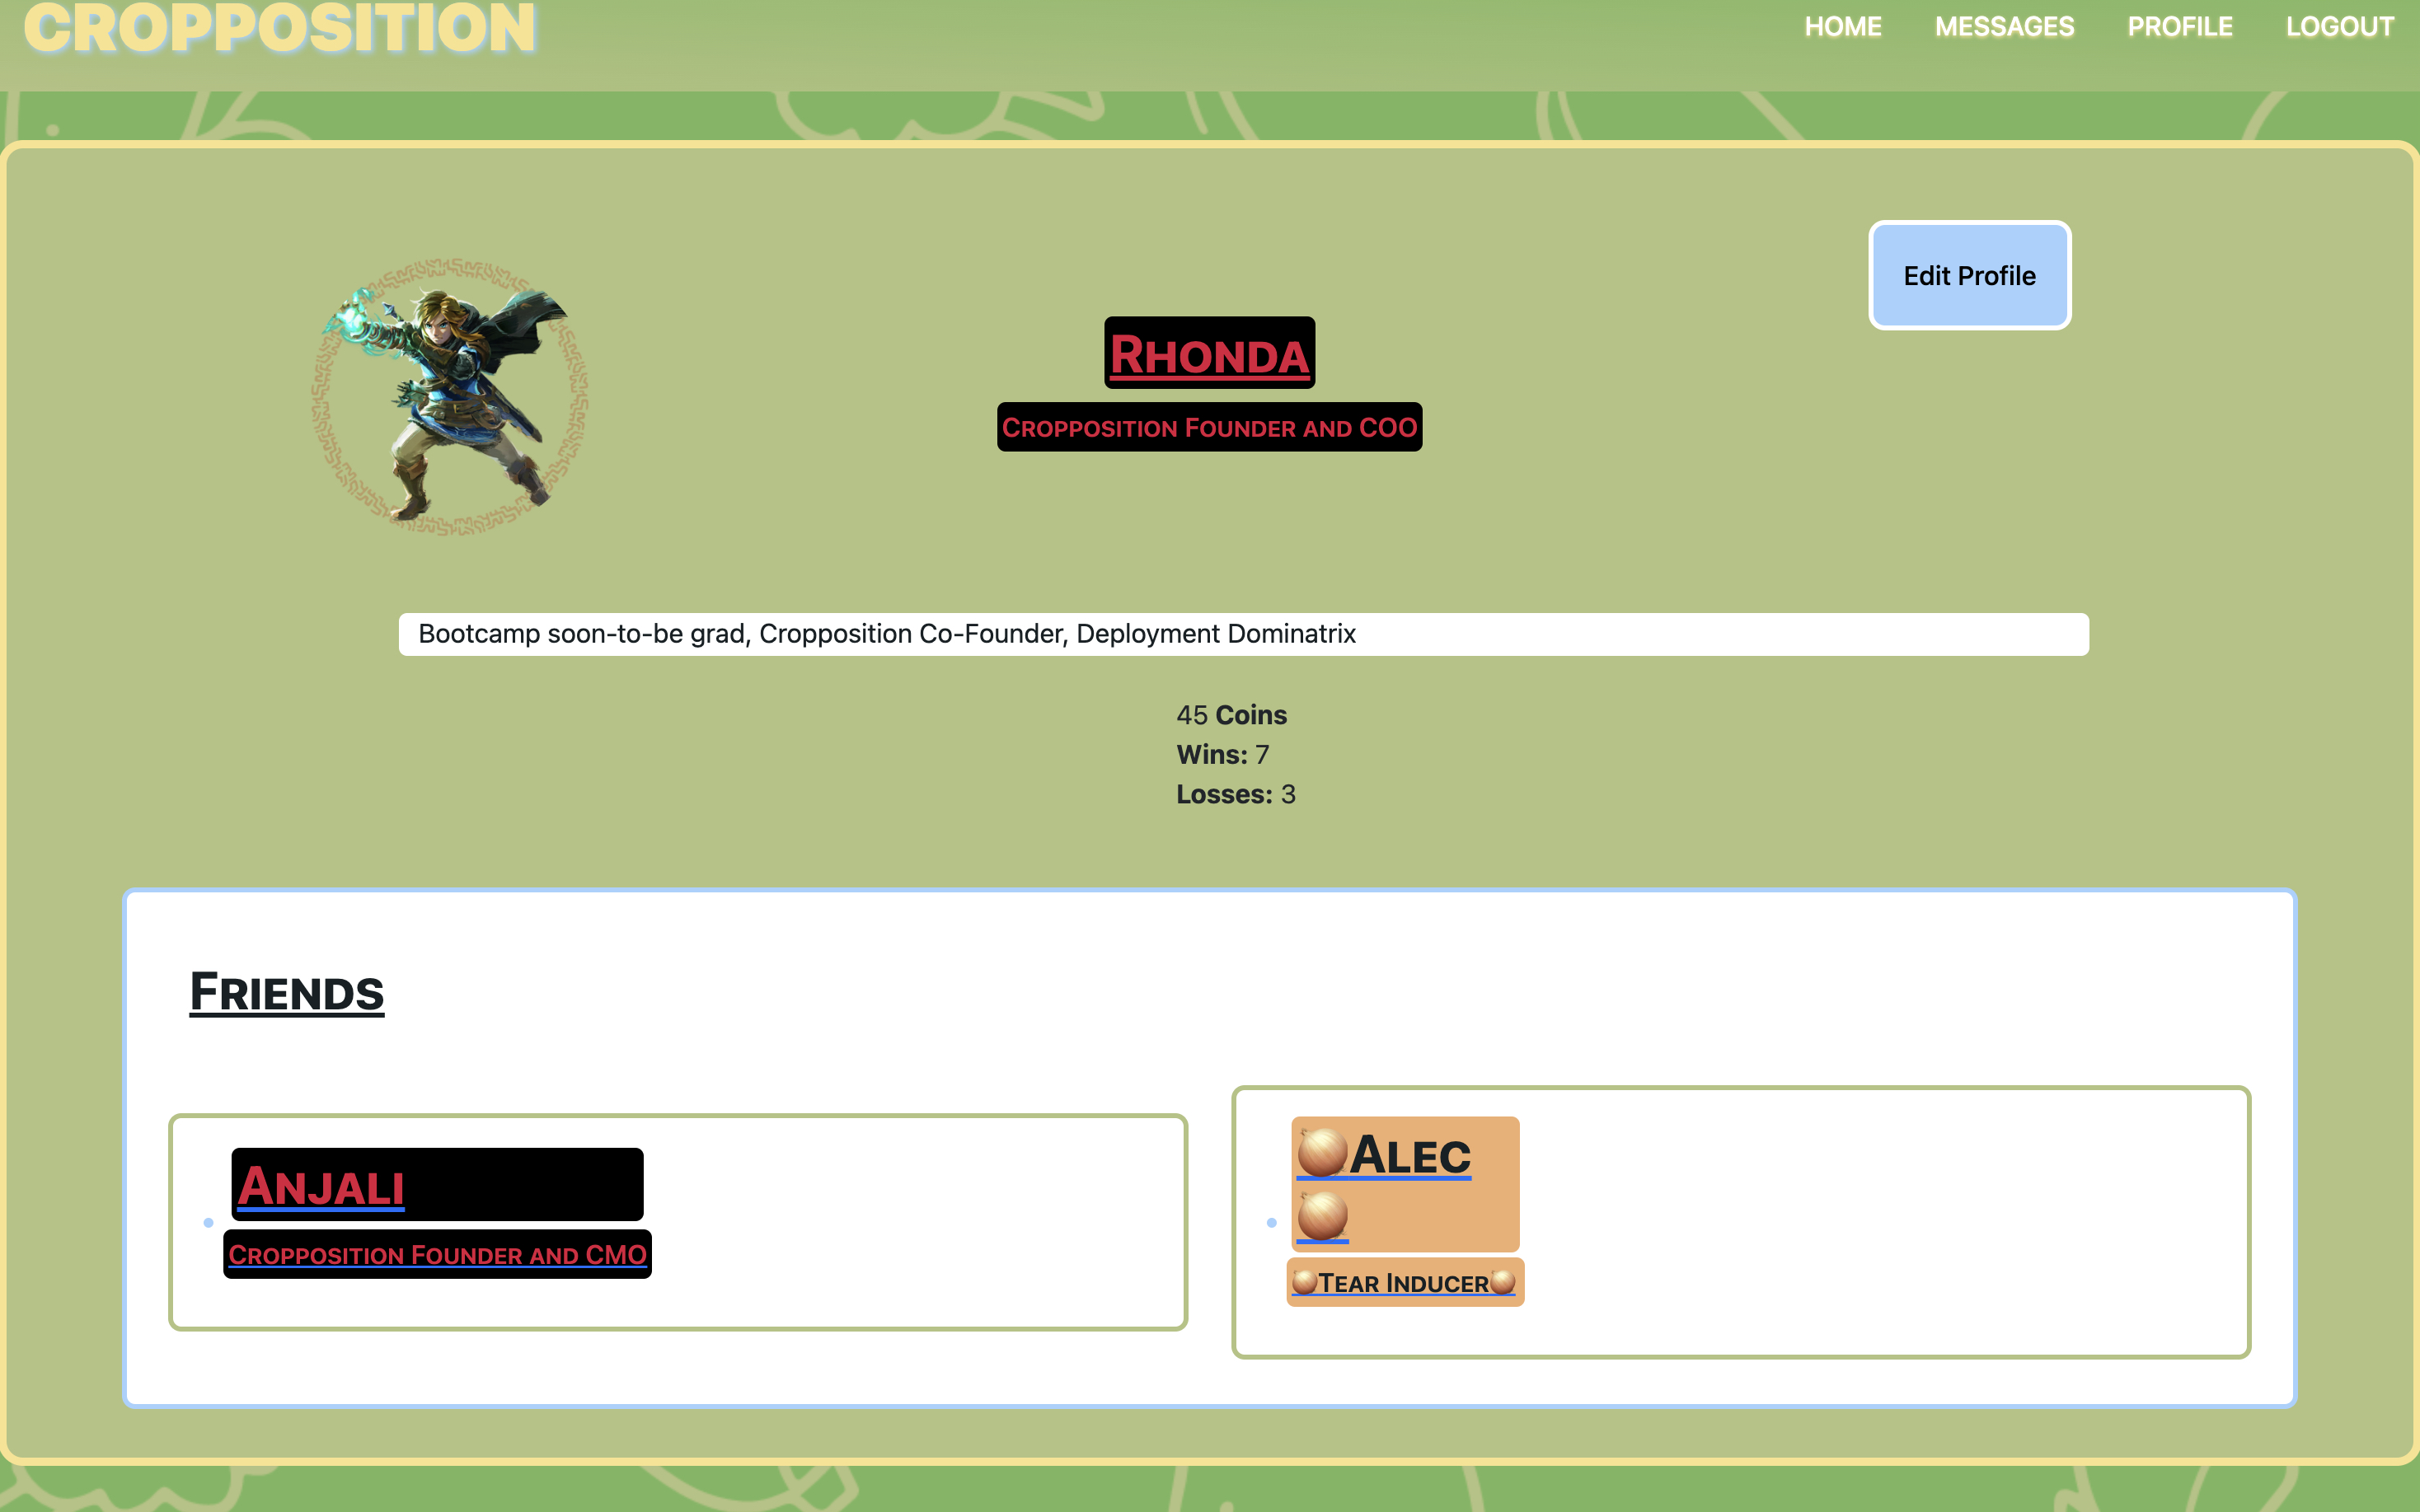 CROPPOSITION
HOME MESSAGES PROFILE LOGOUT
Edit Profile
Rhonda
Cropposition Founder and COO
Bootcamp soon-to-be grad, Cropposition Co-Founder, Deployment Dominatrix
45 Coins
Wins: 7
Losses: 3
Friends
Anjali
Cropposition Founder and CMO
🧅Alec
🧅
🧅Tear Inducer🧅